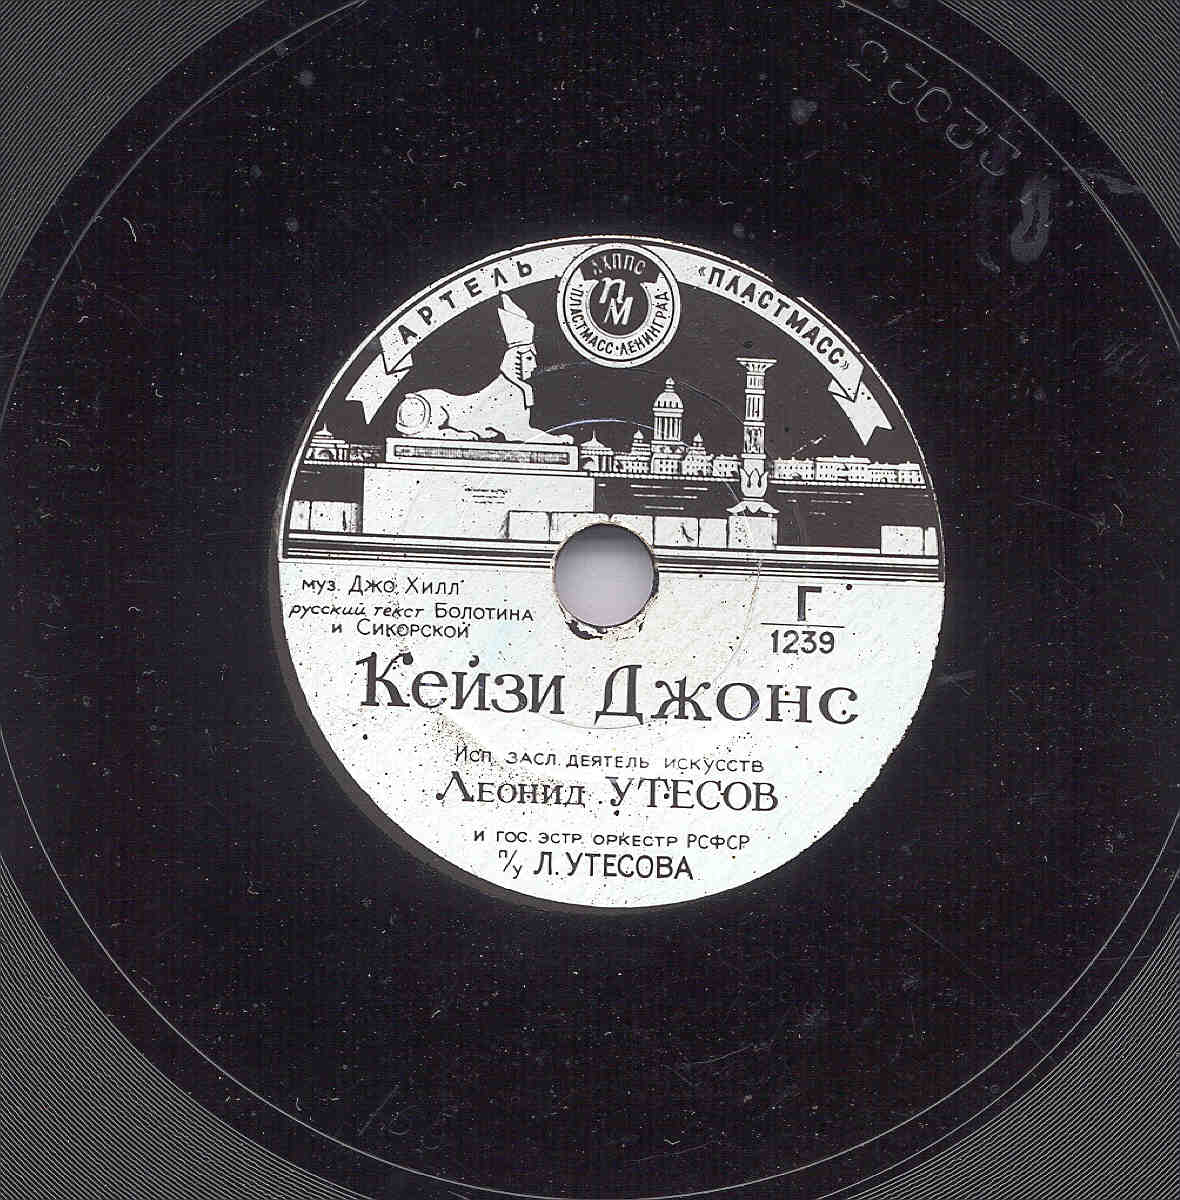 АРТЕЛЬ «ПЛАСТМАСС»
ПМ
ПЛАСТМАСС · ЛЕНИНГРАД
муз. Джо Хилл
русский текст Болотина
и Сикорской
Г
1239
Кейзи Джонс
Исп. засл. деятель искусств
Леонид УТЕСОВ
и гос. эстр. оркестр РСФСР
п/у Л. УТЕСОВА